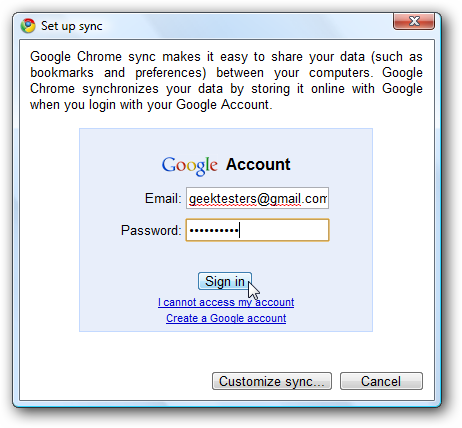 Set up sync
Google Chrome sync makes it easy to share your data (such as
bookmarks and preferences) between your computers. Google
Chrome synchronizes your data by storing it online with Google
when you login with your Google Account.
Google Account
Email: geektesters@gmail.com
Password: ••••••••••
Sign in
I cannot access my account
Create a Google account
Customize sync... Cancel